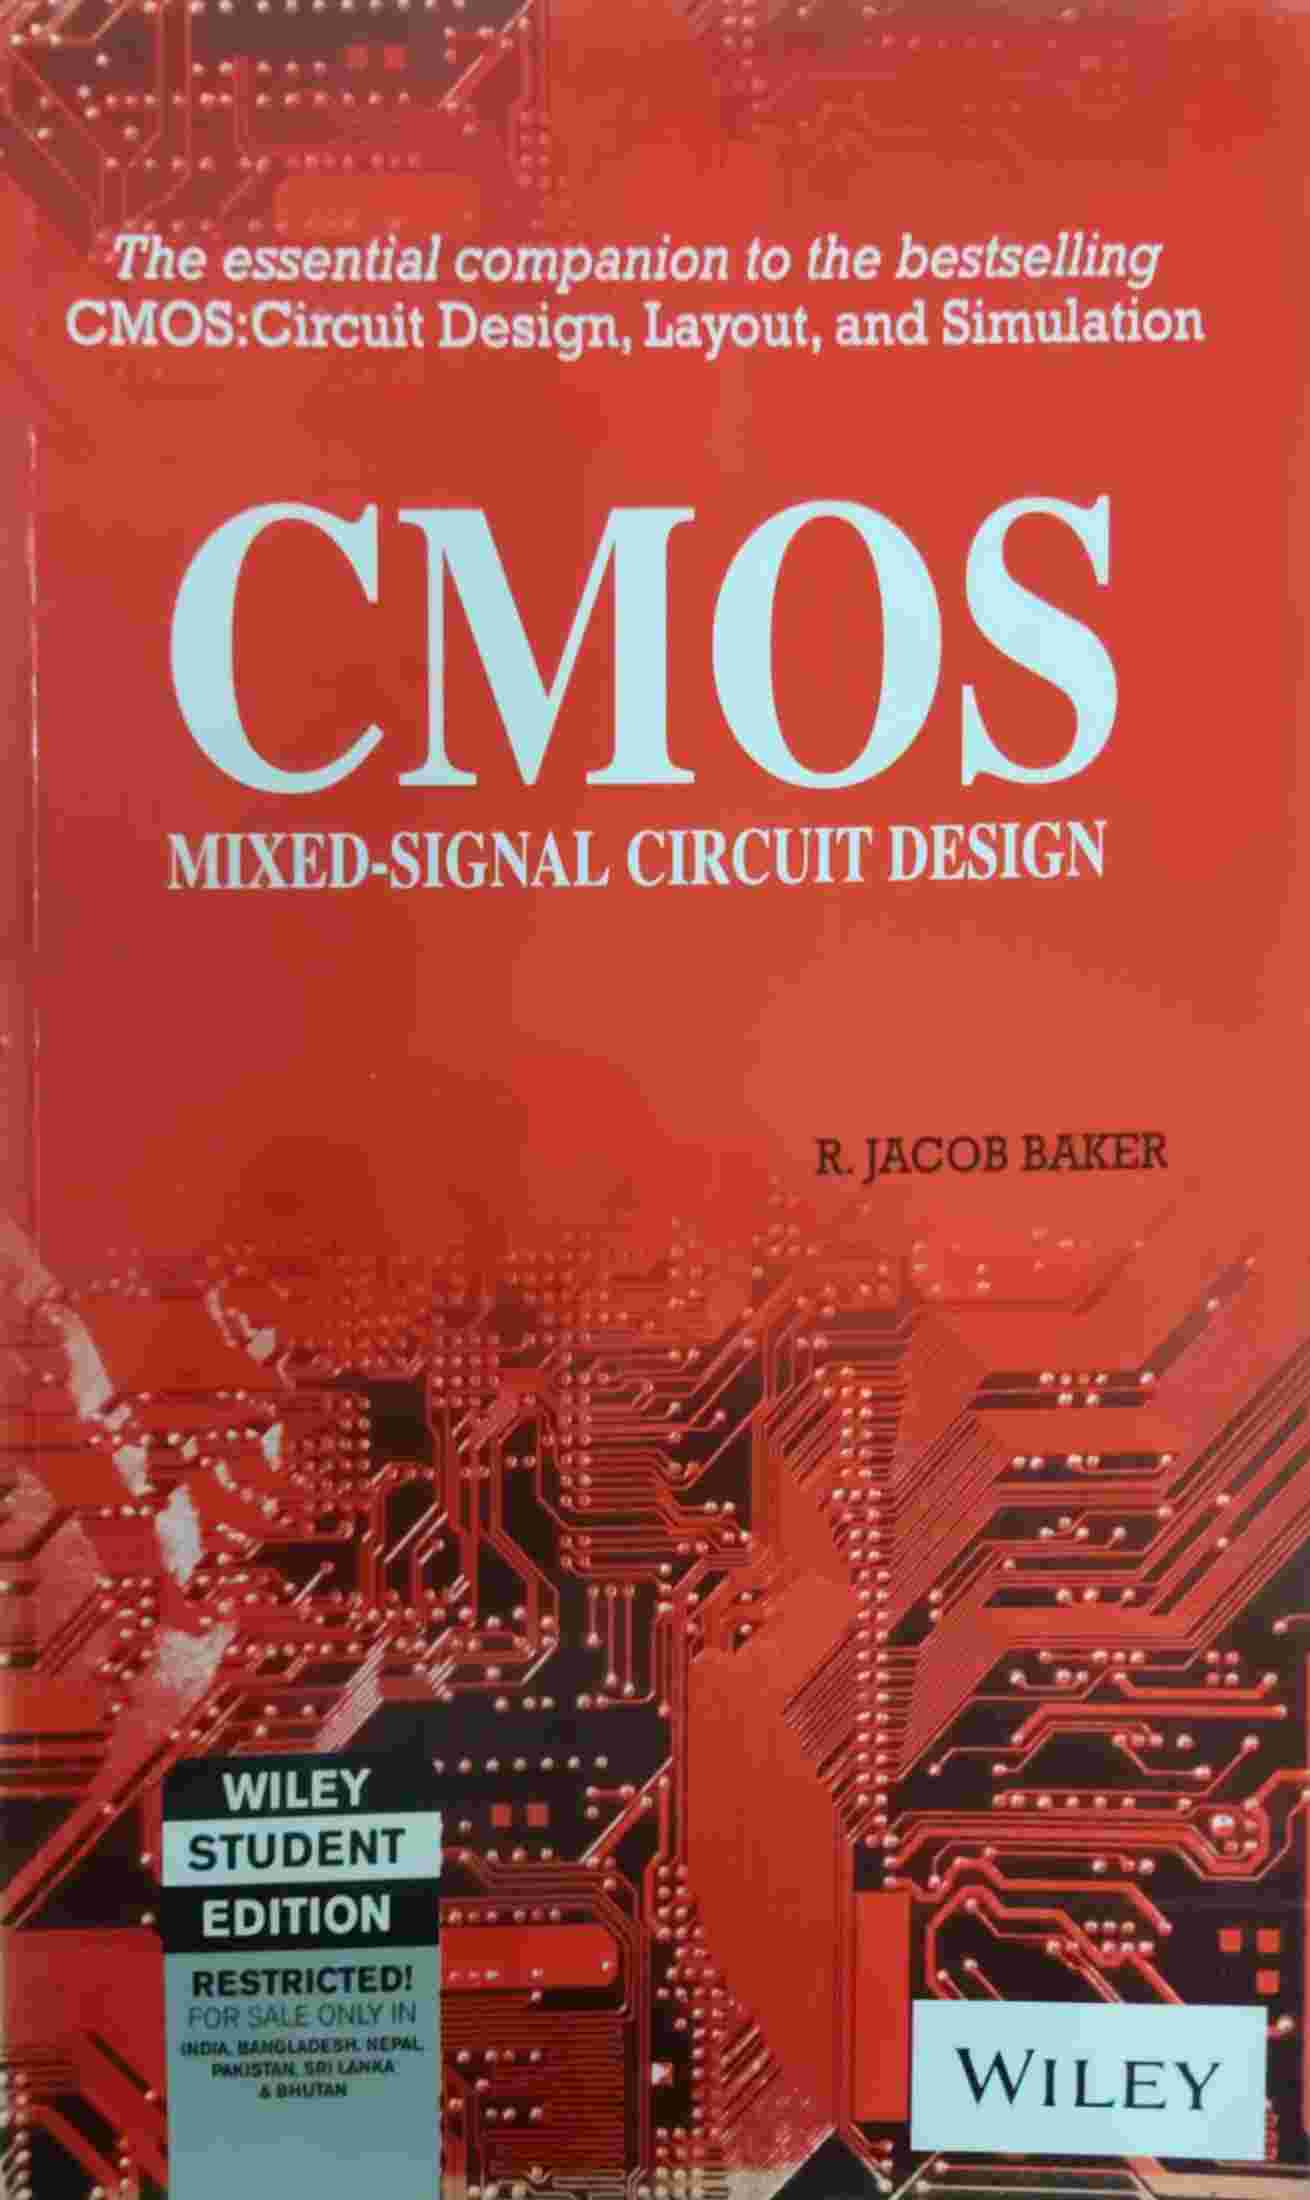 The essential companion to the bestselling
CMOS:Circuit Design, Layout, and Simulation
CMOS
MIXED-SIGNAL CIRCUIT DESIGN
R. JACOB BAKER
WILEY
STUDENT
EDITION
RESTRICTED!
FOR SALE ONLY IN
INDIA, BANGLADESH, NEPAL,
PAKISTAN, SRI LANKA
& BHUTAN
WILEY